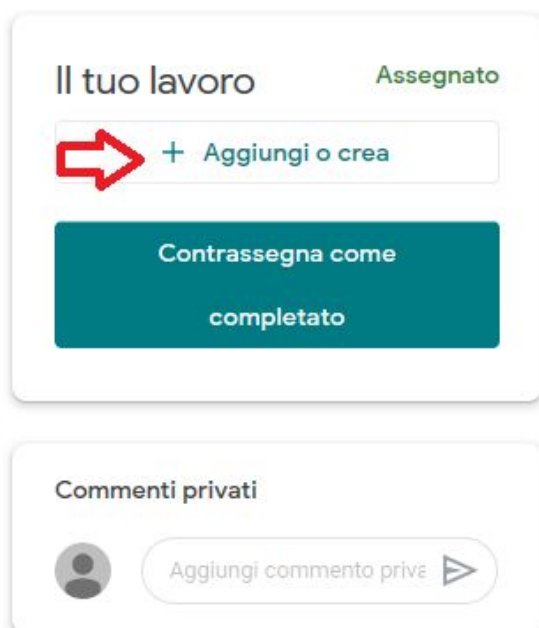 Il tuo lavoro
Assegnato
+ Aggiungi o crea
Contrassegna come
completato
Commenti privati
Aggiungi commento priva